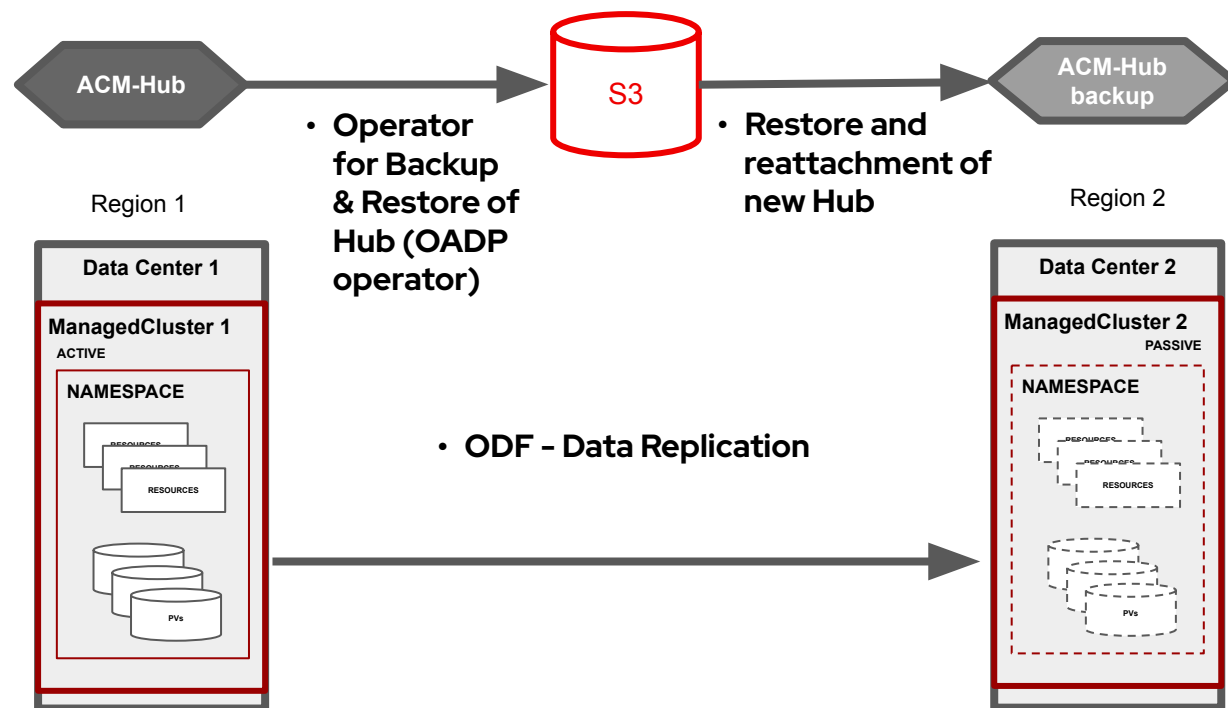 ACM-Hub
S3
ACM-Hub
backup
• Operator
for Backup
& Restore of
Hub (OADP
operator)
• Restore and
reattachment of
new Hub
Region 1
Region 2
Data Center 1
ManagedCluster 1
ACTIVE
NAMESPACE
RESOURCES
RESOURCES
RESOURCES
PVs
• ODF - Data Replication
Data Center 2
ManagedCluster 2
PASSIVE
NAMESPACE
RESOURCES
RESOURCES
RESOURCES
PVs